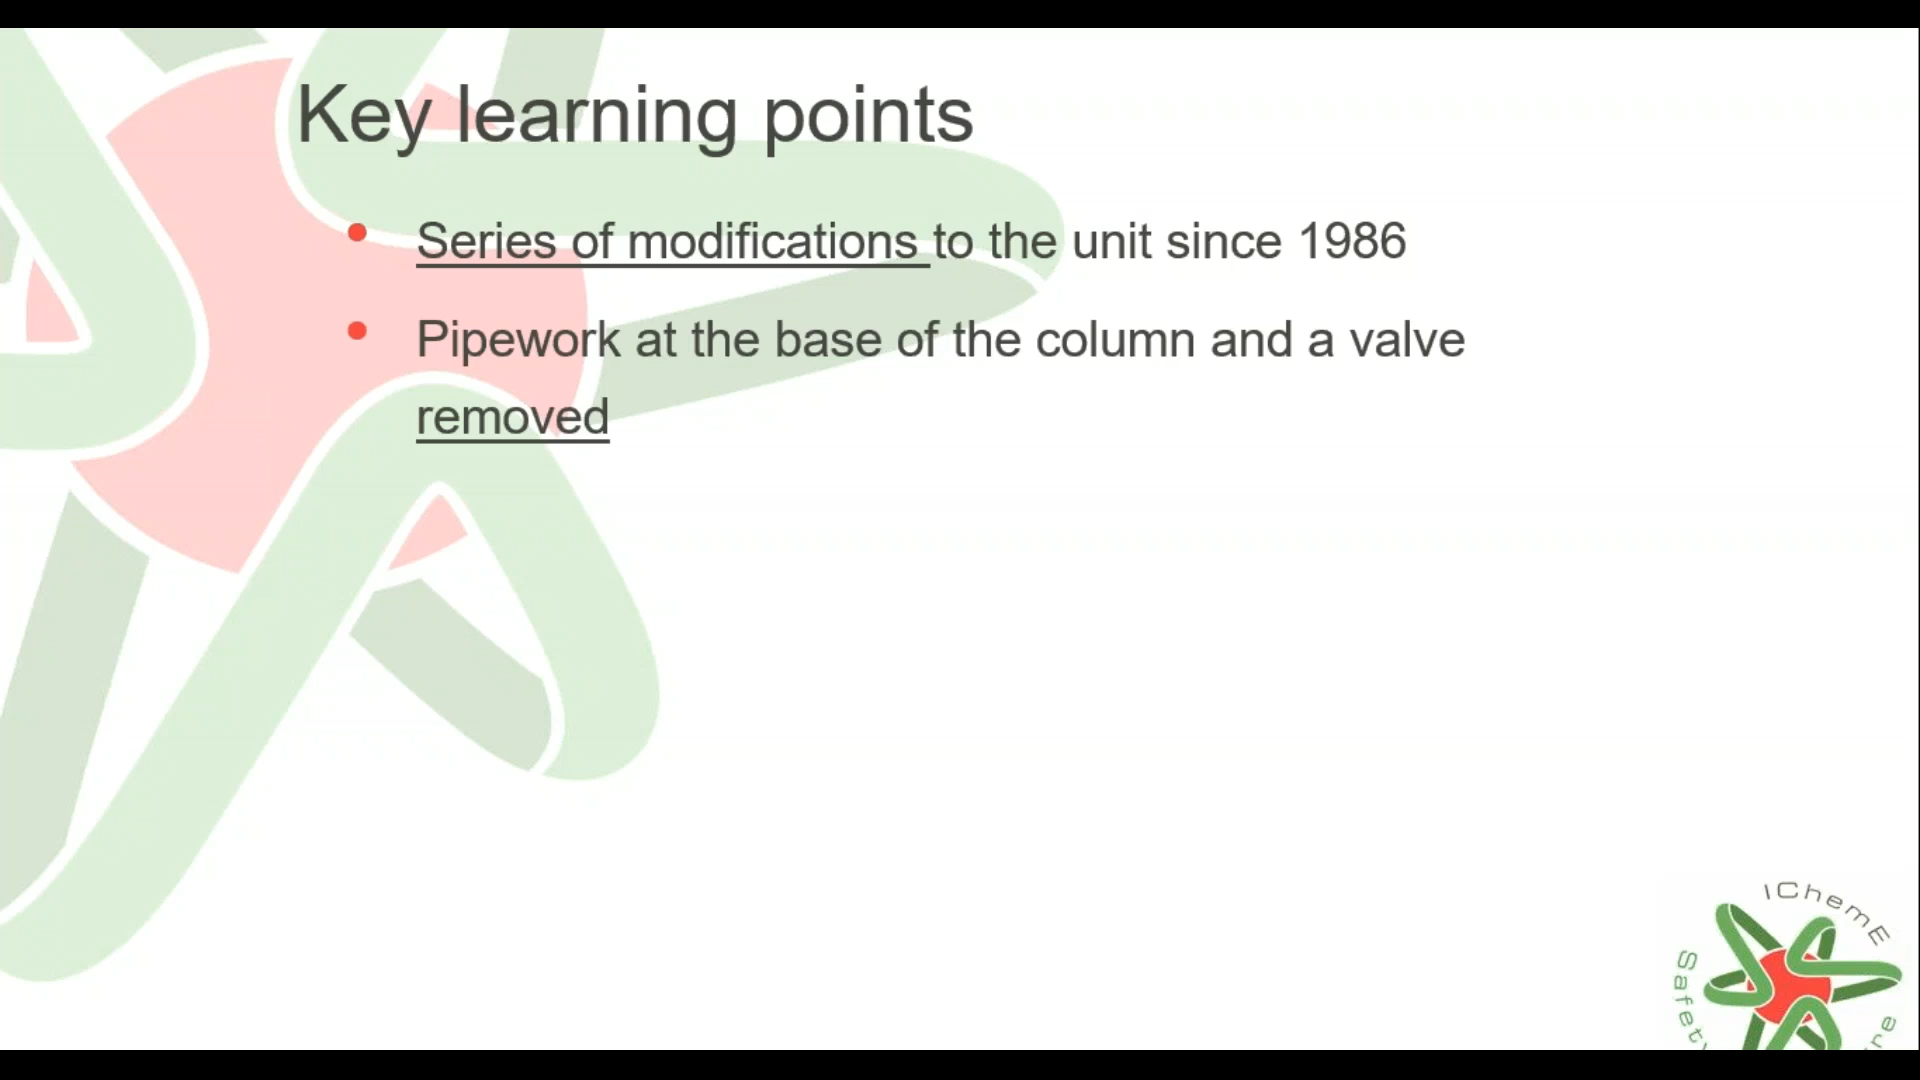 Key learning points
Series of modifications to the unit since 1986
Pipework at the base of the column and a valve
removed
IChemE
Safety